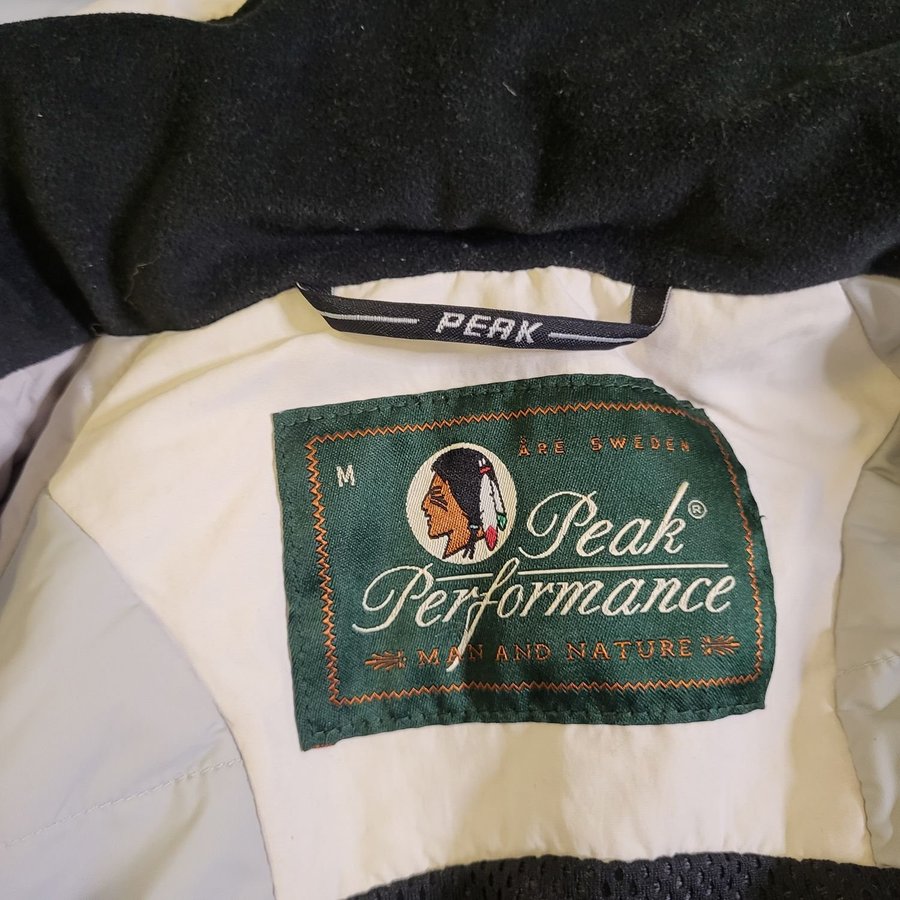 PEAK
ÅRE SWEDEN
M
Peak®
Performance
MAN AND NATURE